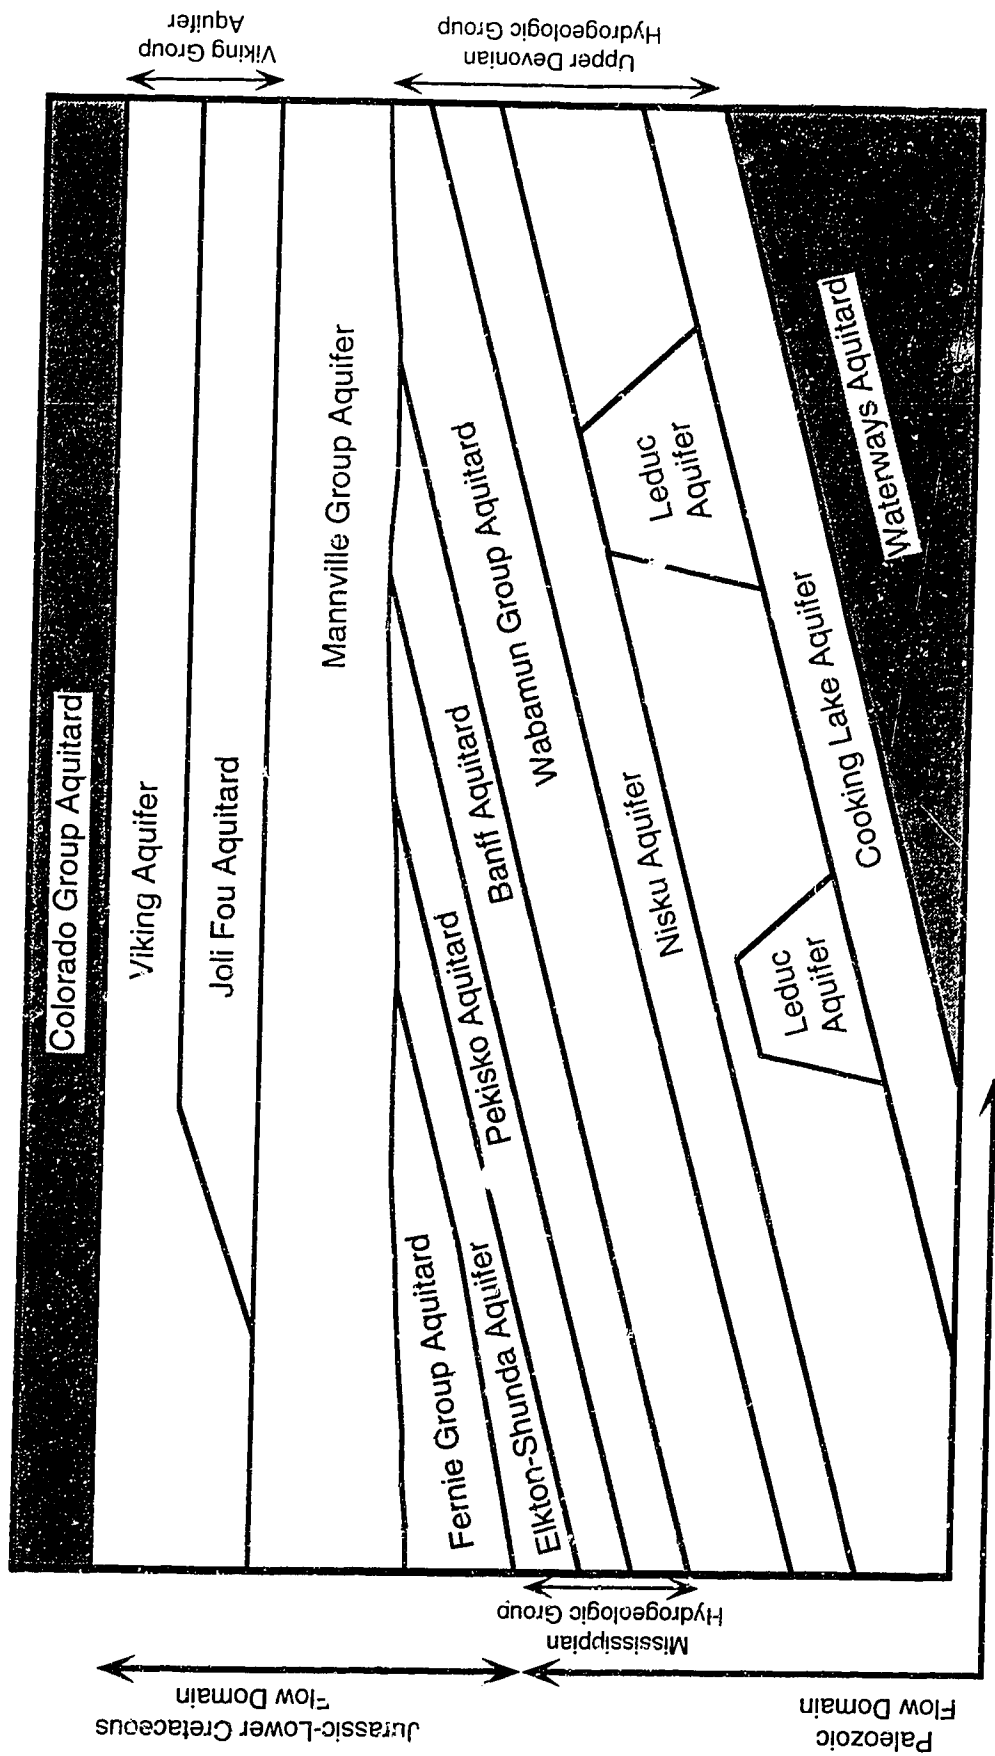 Viking Group
Aquifer
Upper Devonian
Hydrogeologic Group
Colorado Group Aquitard
Viking Aquifer
Joli Fou Aquitard
Mannville Group Aquifer
Fernie Group Aquitard
Elkton-Shunda Aquifer
Pekisko Aquitard
Banff Aquitard
Wabamun Group Aquitard
Nisku Aquifer
Leduc
Aquifer
Leduc
Aquifer
Cooking Lake Aquifer
Waterways Aquitard
Mississippian
Hydrogeologic Group
Jurassic-Lower Cretaceous
Flow Domain
Paleozoic
Flow Domain